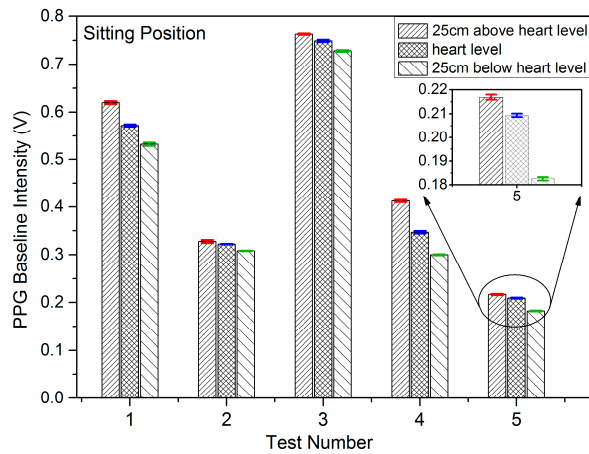 Sitting Position
25cm above heart level
heart level
25cm below heart level
PPG Baseline Intensity (V)
0.8
0.7
0.6
0.5
0.4
0.3
0.2
0.1
0.0
0.22
0.21
0.20
0.19
0.18
5
1 2 3 4 5
Test Number